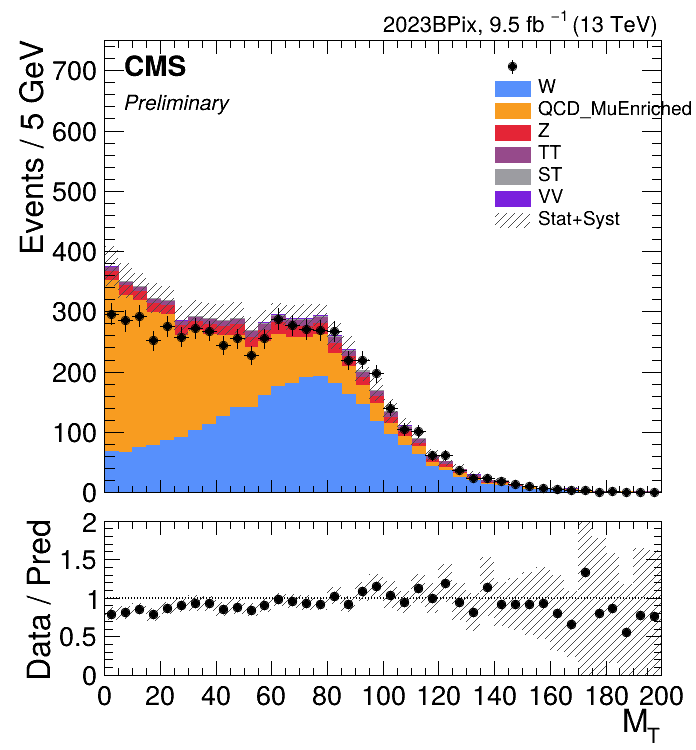 2023BPix, 9.5 fb⁻¹ (13 TeV)
CMS
Preliminary
W
QCD_MuEnriched
Z
TT
ST
VV
Stat+Syst
Events / 5 GeV
700
600
500
400
300
200
100
0
Data / Pred
2
1.5
1
0.5
0
0 20 40 60 80 100 120 140 160 180 200
M_T